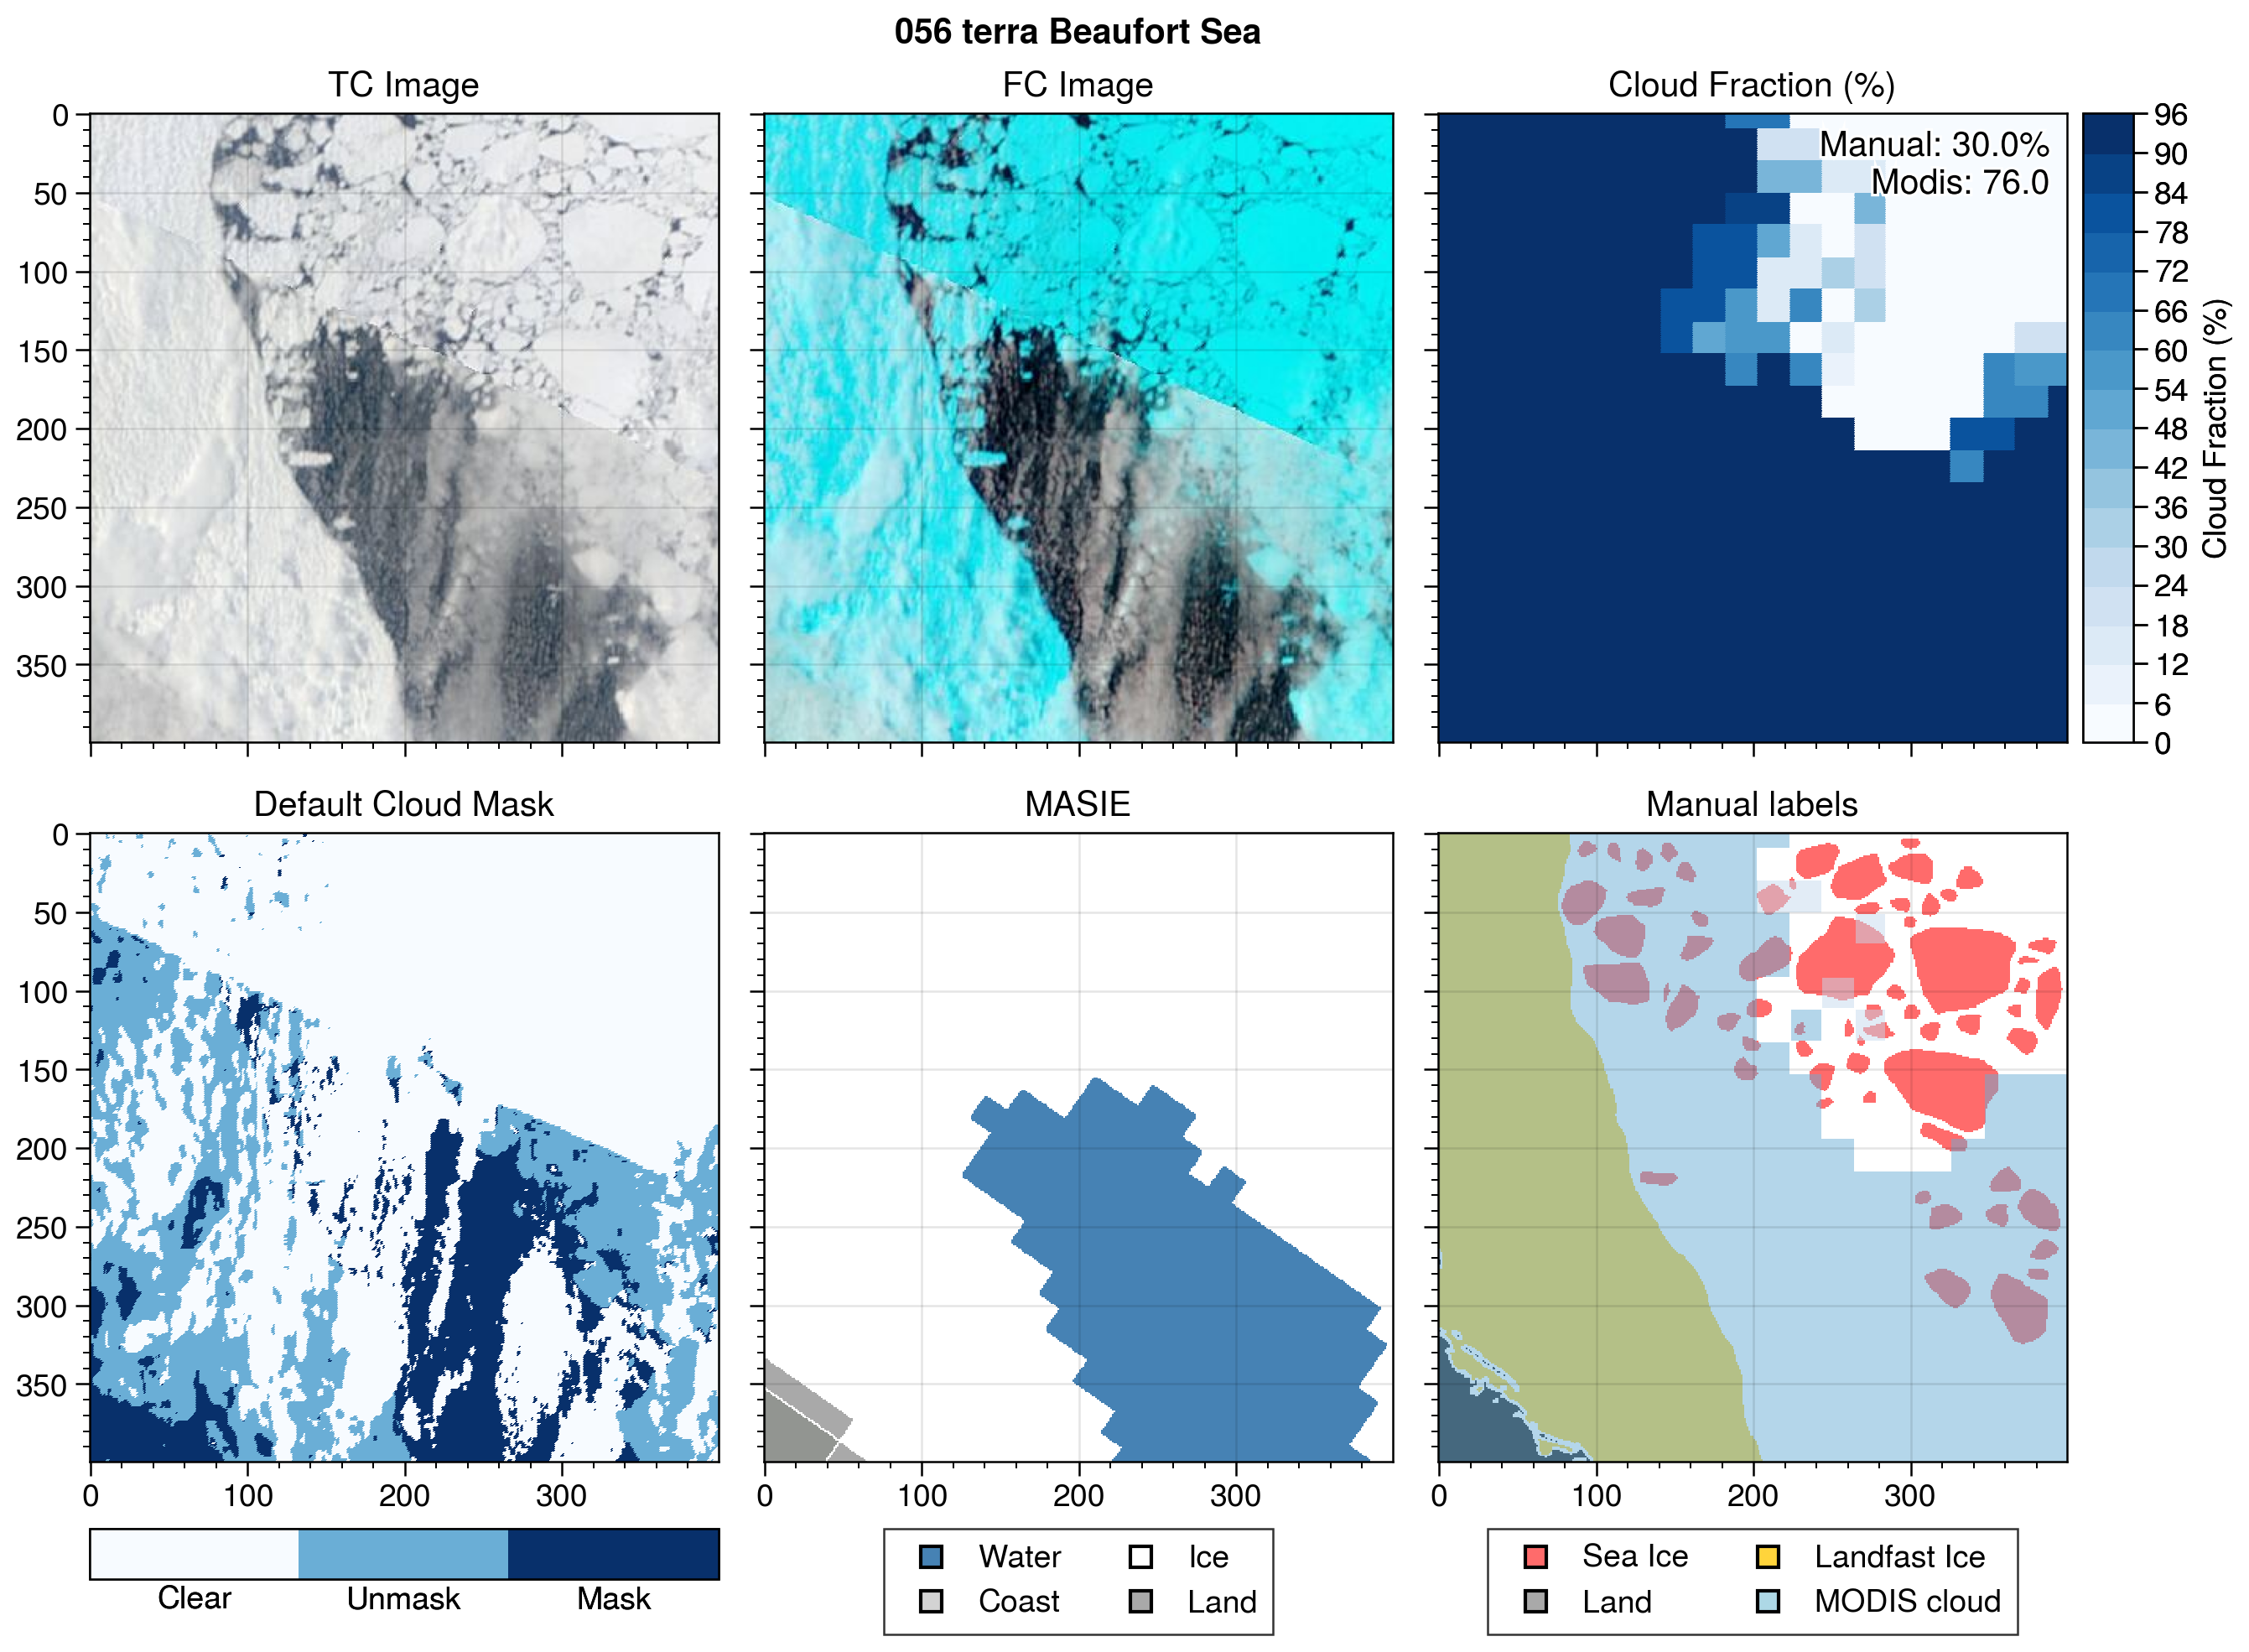 056 terra Beaufort Sea
TC Image
FC Image
Cloud Fraction (%)
0
50
100
150
200
250
300
350
Manual: 30.0%
Modis: 76.0
96
90
84
78
72
66
60
54
48
42
36
30
24
18
12
6
0
Cloud Fraction (%)
Default Cloud Mask
MASIE
Manual labels
0
50
100
150
200
250
300
350
0 100 200 300
0 100 200 300
0 100 200 300
Clear Unmask Mask
Water Ice
Coast Land
Sea Ice Landfast Ice
Land MODIS cloud